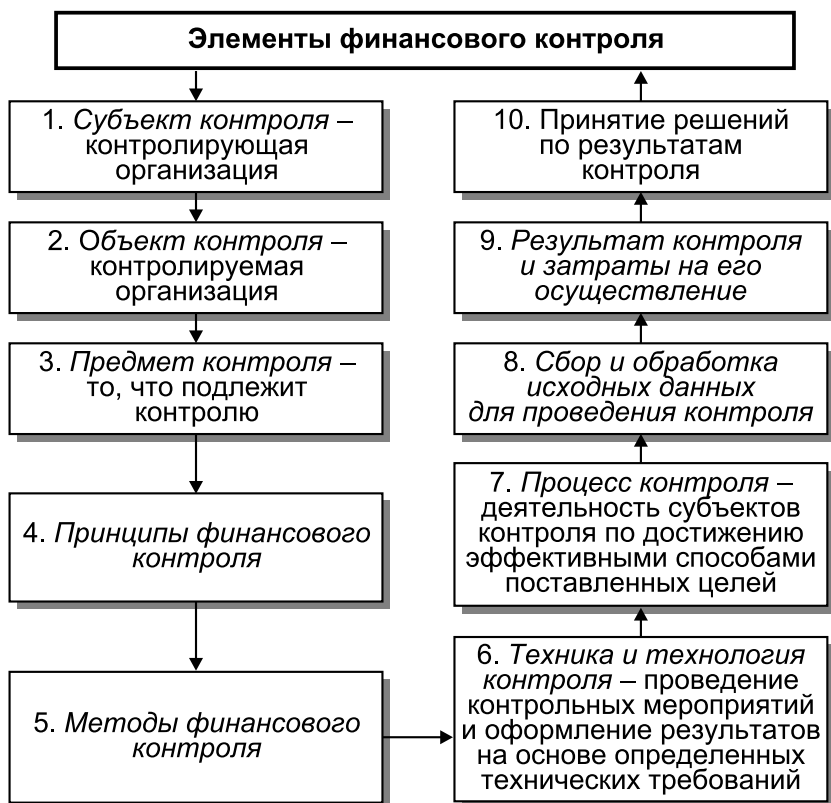 Элементы финансового контроля
1. Субъект контроля –
контролирующая
организация
2. Объект контроля –
контролируемая
организация
3. Предмет контроля –
то, что подлежит
контролю
4. Принципы финансового
контроля
5. Методы финансового
контроля
6. Техника и технология
контроля – проведение
контрольных мероприятий
и оформление результатов
на основе определенных
технических требований
7. Процесс контроля –
деятельность субъектов
контроля по достижению
эффективными способами
поставленных целей
8. Сбор и обработка
исходных данных
для проведения контроля
9. Результат контроля
и затраты на его
осуществление
10. Принятие решений
по результатам
контроля